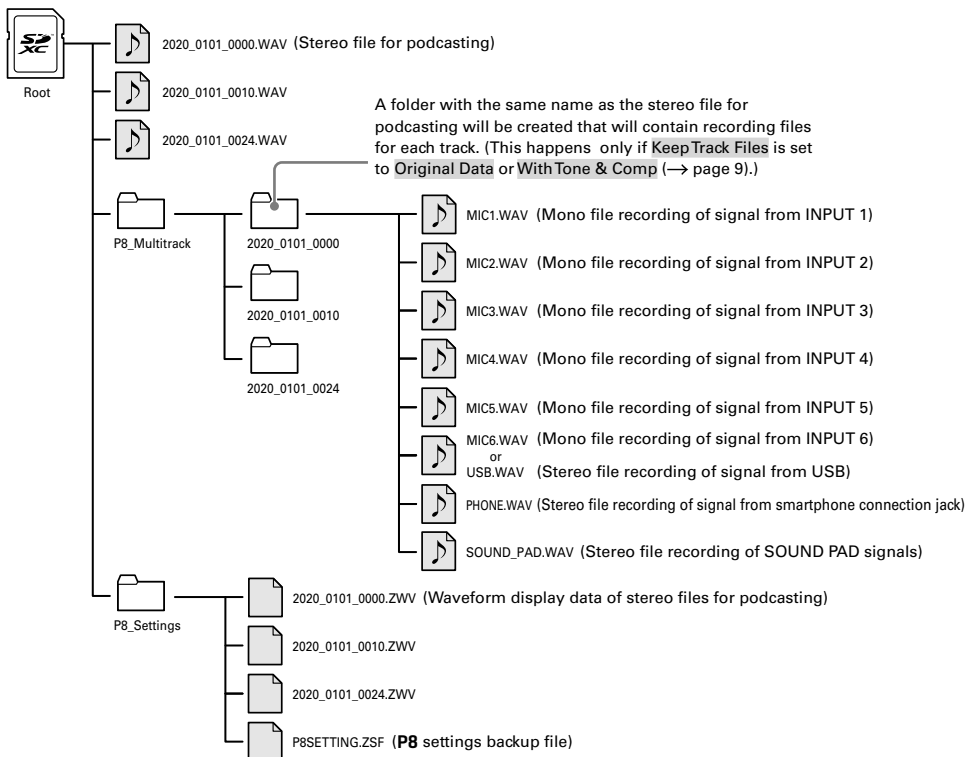 SD XC
Root
2020_0101_0000.WAV (Stereo file for podcasting)
2020_0101_0010.WAV
2020_0101_0024.WAV
A folder with the same name as the stereo file for
podcasting will be created that will contain recording files
for each track. (This happens only if Keep Track Files is set
to Original Data or With Tone & Comp (→ page 9).)
P8_Multitrack
2020_0101_0000
2020_0101_0010
2020_0101_0024
MIC1.WAV (Mono file recording of signal from INPUT 1)
MIC2.WAV (Mono file recording of signal from INPUT 2)
MIC3.WAV (Mono file recording of signal from INPUT 3)
MIC4.WAV (Mono file recording of signal from INPUT 4)
MIC5.WAV (Mono file recording of signal from INPUT 5)
MIC6.WAV (Mono file recording of signal from INPUT 6)
or
USB.WAV (Stereo file recording of signal from USB)
PHONE.WAV (Stereo file recording of signal from smartphone connection jack)
SOUND_PAD.WAV (Stereo file recording of SOUND PAD signals)
P8_Settings
2020_0101_0000.ZWV (Waveform display data of stereo files for podcasting)
2020_0101_0010.ZWV
2020_0101_0024.ZWV
P8SETTING.ZSF (P8 settings backup file)